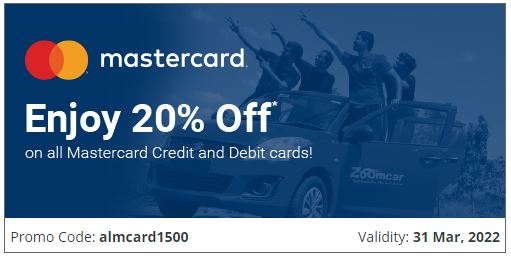 mastercard
Enjoy 20% Off*
on all Mastercard Credit and Debit cards!
Zoomcar
Promo Code: almcard1500
Validity: 31 Mar, 2022